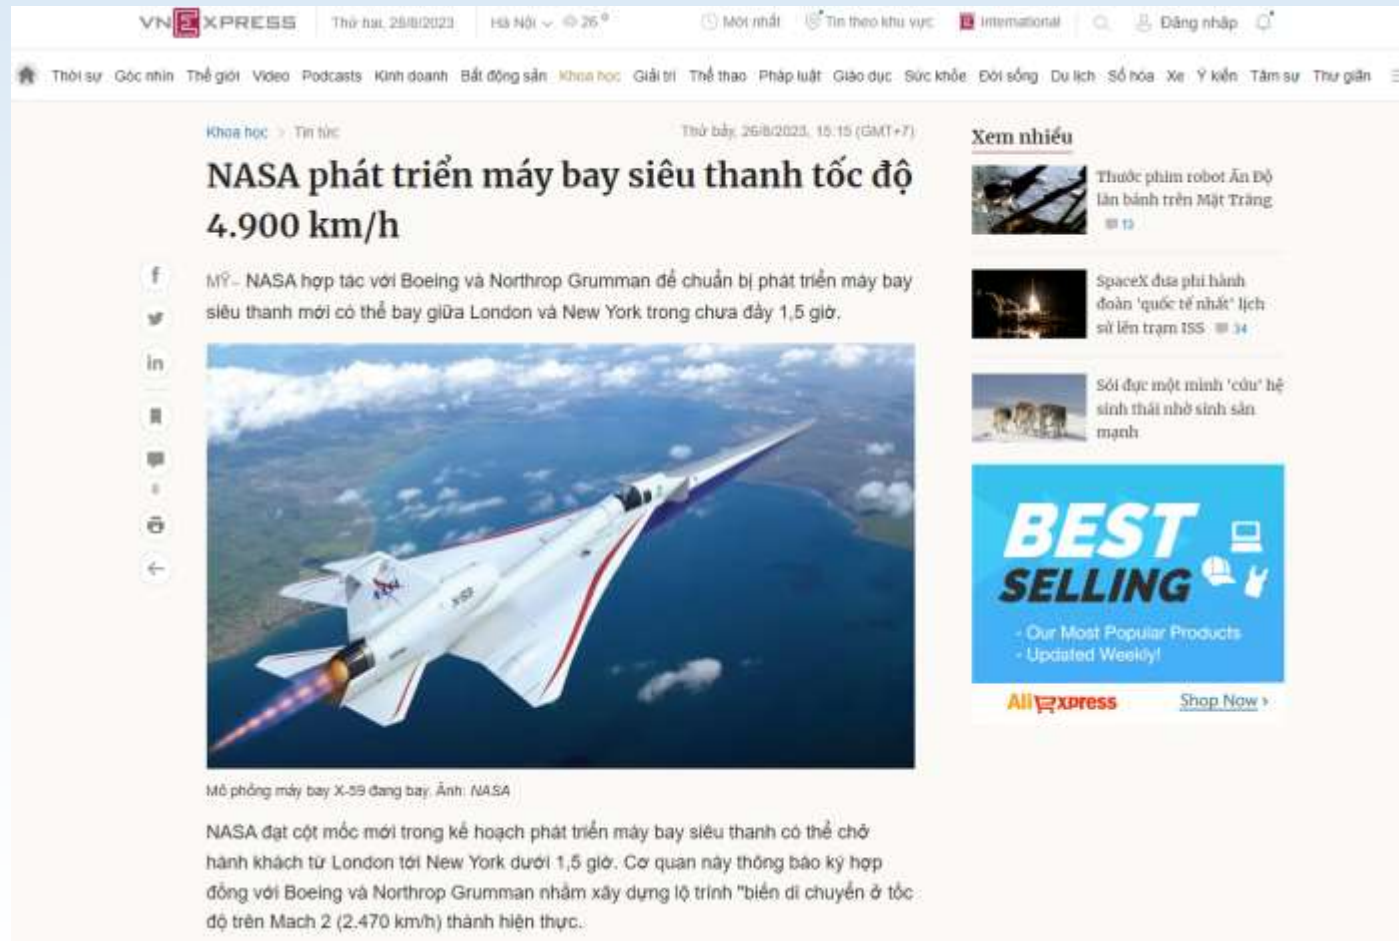 VNEXPRESS
Thứ hai, 28/8/2023
Hà Nội
26°
Mới nhất
Tin theo khu vực
International
Đăng nhập
Thời sự Góc nhìn Thế giới Video Podcasts Kinh doanh Bất động sản Khoa học Giải trí Thể thao Pháp luật Giáo dục Sức khỏe Đời sống Du lịch Số hóa Xe Ý kiến Tâm sự Thư giãn
Khoa học > Tin tức
Thứ bảy, 26/8/2023, 15:15 (GMT+7)
NASA phát triển máy bay siêu thanh tốc độ
4.900 km/h
MỸ- NASA hợp tác với Boeing và Northrop Grumman để chuẩn bị phát triển máy bay
siêu thanh mới có thể bay giữa London và New York trong chưa đầy 1,5 giờ.
NASA
Mô phỏng máy bay X-59 đang bay. Ảnh: NASA
NASA đạt cột mốc mới trong kế hoạch phát triển máy bay siêu thanh có thể chở
hành khách từ London tới New York dưới 1,5 giờ. Cơ quan này thông báo ký hợp
đồng với Boeing và Northrop Grumman nhằm xây dựng lộ trình "biến di chuyển ở tốc
độ trên Mach 2 (2.470 km/h) thành hiện thực.
Xem nhiều
Thước phim robot Ấn Độ
lăn bánh trên Mặt Trăng
13
SpaceX đưa phi hành
đoàn 'quốc tế nhất' lịch
sử lên trạm ISS 34
Sói đực một mình 'cứu' hệ
sinh thái nhờ sinh sản
mạnh
BEST
SELLING
- Our Most Popular Products
- Updated Weekly!
AliExpress
Shop Now >